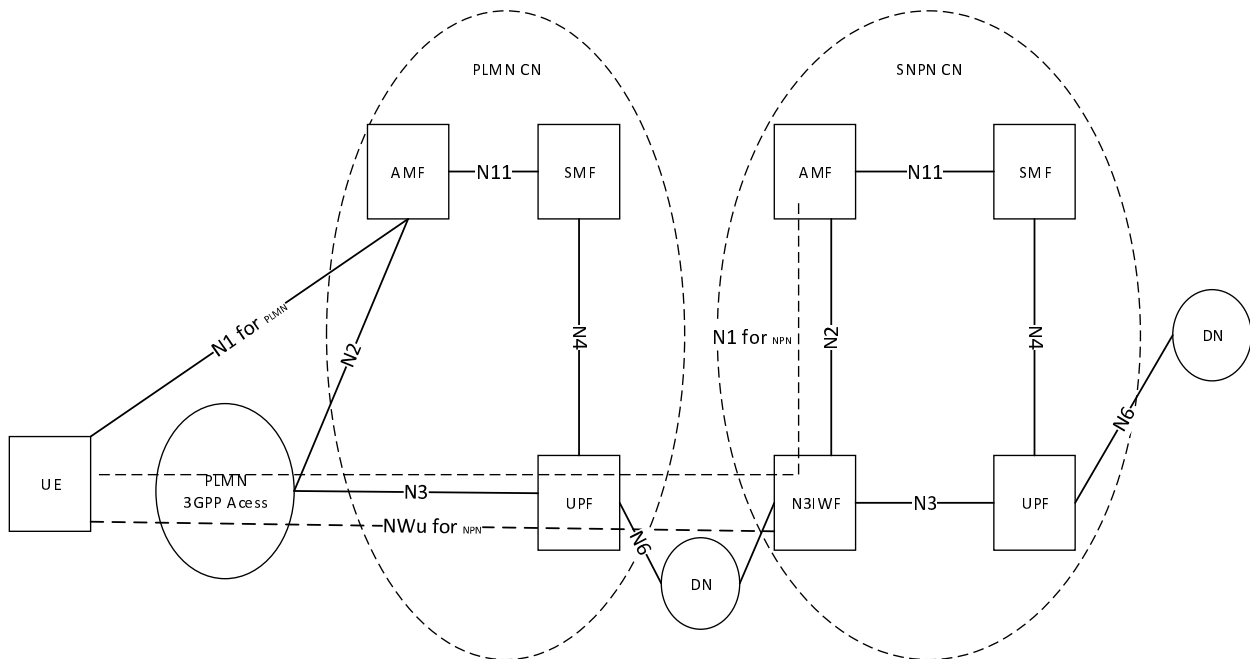 PLMN CN
SNPN CN
AMF
N11
SMF
AMF
N11
SMF
N1 for PLMN
N2
N4
N1 for NPN
N2
N4
DN
N6
UE
PLMN
3GPP Acess
N3
UPF
N3IWF
N3
UPF
NWu for NPN
N6
DN